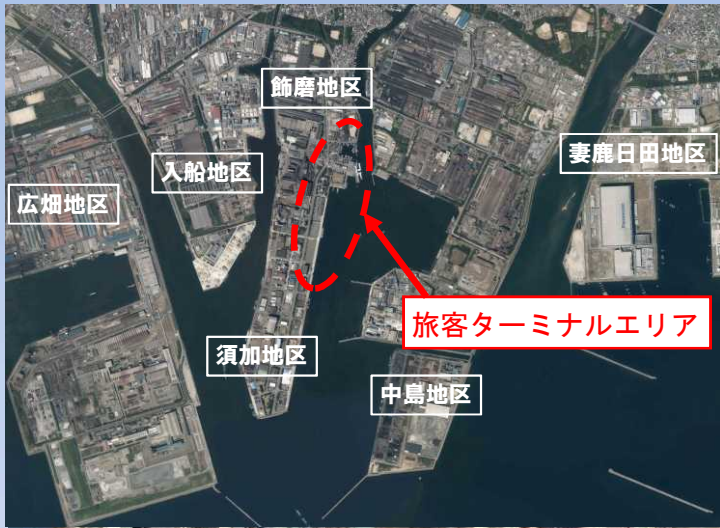 飾磨地区
妻鹿日田地区
入船地区
広畑地区
旅客ターミナルエリア
須加地区
中島地区